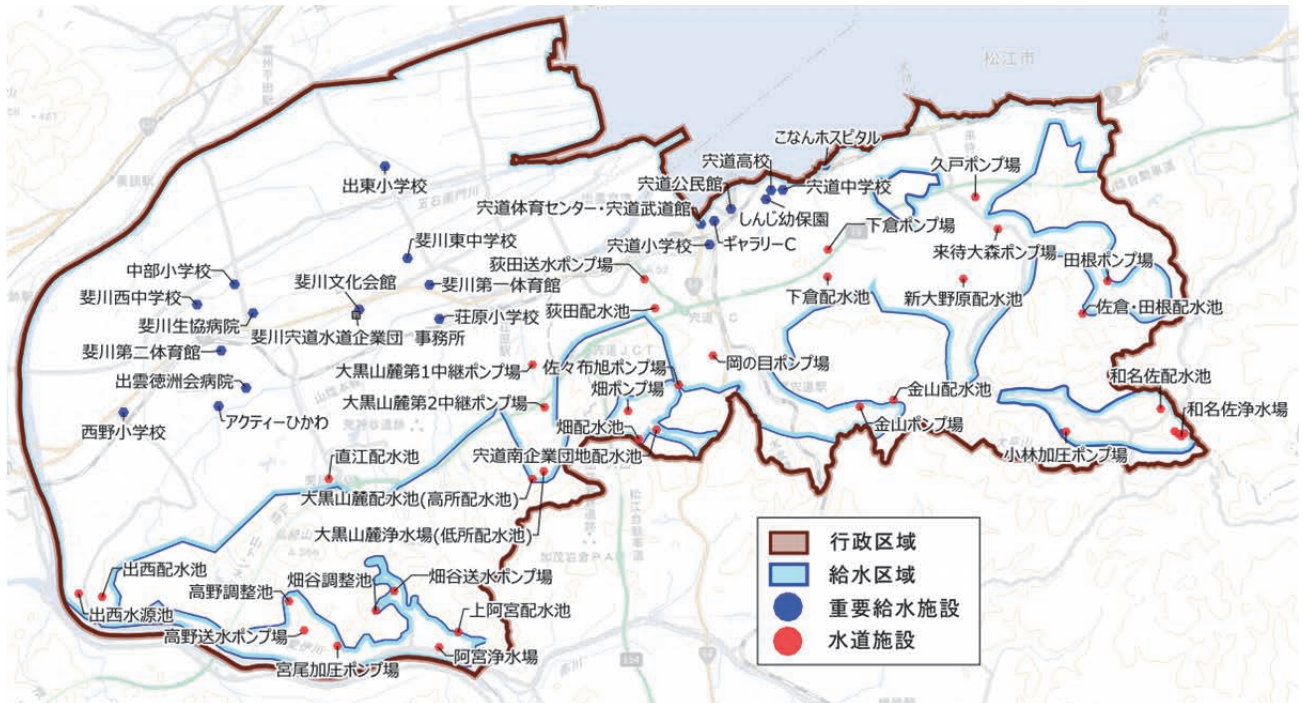 松江市
こなんホスピタル
宍道高校
久戸ポンプ場
宍道公民館
宍道中学校
出東小学校
宍道体育センター・宍道武道館
しんじ幼保園
下倉ポンプ場
宍道小学校
ギャラリーC
来待大森ポンプ場
斐川東中学校
荻田送水ポンプ場
田根ポンプ場
中部小学校
斐川文化会館
斐川第一体育館
下倉配水池
新大野原配水池
斐川西中学校
荻田配水池
佐倉・田根配水池
斐川生協病院
荘原小学校
斐川宍道水道企業団 事務所
斐川第二体育館
大黒山麓第1中継ポンプ場
佐々布旭ポンプ場
岡の目ポンプ場
出雲徳洲会病院
畑ポンプ場
金山配水池
和名佐配水池
大黒山麓第2中継ポンプ場
アクティーひかわ
西野小学校
畑配水池
金山ポンプ場
和名佐浄水場
宍道南企業団地配水池
小林加圧ポンプ場
直江配水池
大黒山麓配水池(高所配水池)
大黒山麓浄水場(低所配水池)
出西配水池
畑谷調整池
畑谷送水ポンプ場
高野調整池
出西水源池
上阿宮配水池
高野送水ポンプ場
阿宮浄水場
宮尾加圧ポンプ場
行政区域
給水区域
重要給水施設
水道施設